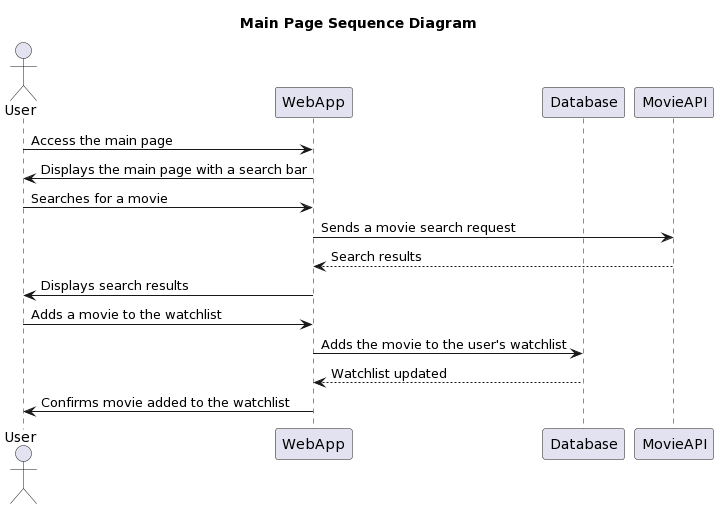 Main Page Sequence Diagram
User
WebApp
Database
MovieAPI
Access the main page
Displays the main page with a search bar
Searches for a movie
Sends a movie search request
Search results
Displays search results
Adds a movie to the watchlist
Adds the movie to the user's watchlist
Watchlist updated
Confirms movie added to the watchlist
User
WebApp
Database
MovieAPI